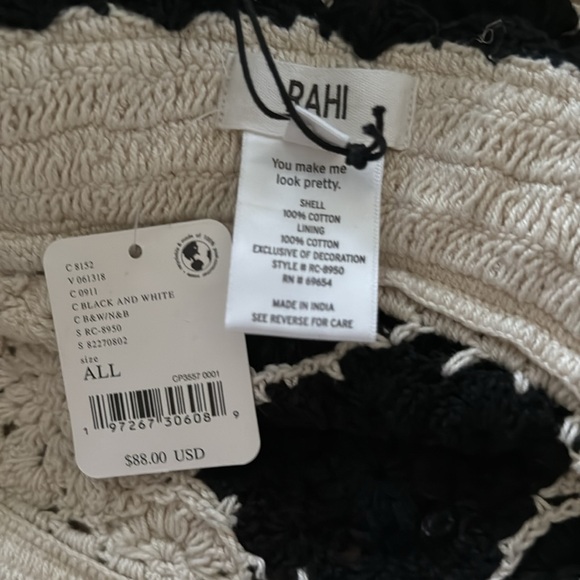 RAHI
You make me
look pretty.
SHELL
100% COTTON
LINING
100% COTTON
EXCLUSIVE OF DECORATION
STYLE # RC-8950
RN # 69654
MADE IN INDIA
SEE REVERSE FOR CARE
C 8152
V 061318
C 0911
C BLACK AND WHITE
C B&W/N&B
S RC-8950
S 82270802
size
ALL
CP3557 0001
1 97267 30608 9
$88.00 USD